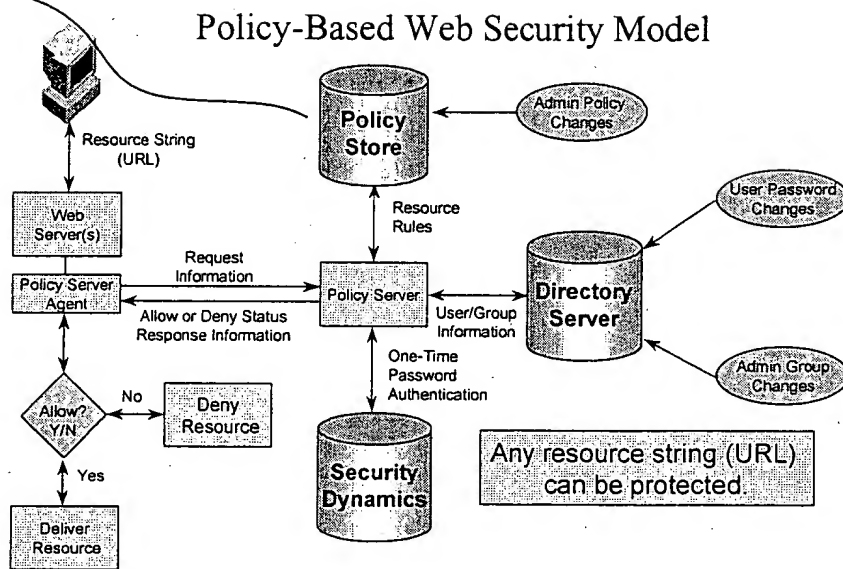 Policy-Based Web Security Model
Resource String
(URL)
Policy
Store
Admin Policy
Changes
Web
Server(s)
Resource
Rules
User Password
Changes
Request
Information
Policy Server
Agent
Policy Server
Directory
Server
Allow or Deny Status
Response Information
User/Group
Information
One-Time
Password
Authentication
Admin Group
Changes
Allow?
Y/N
No
Deny
Resource
Yes
Security
Dynamics
Any resource string (URL)
can be protected.
Deliver
Resource